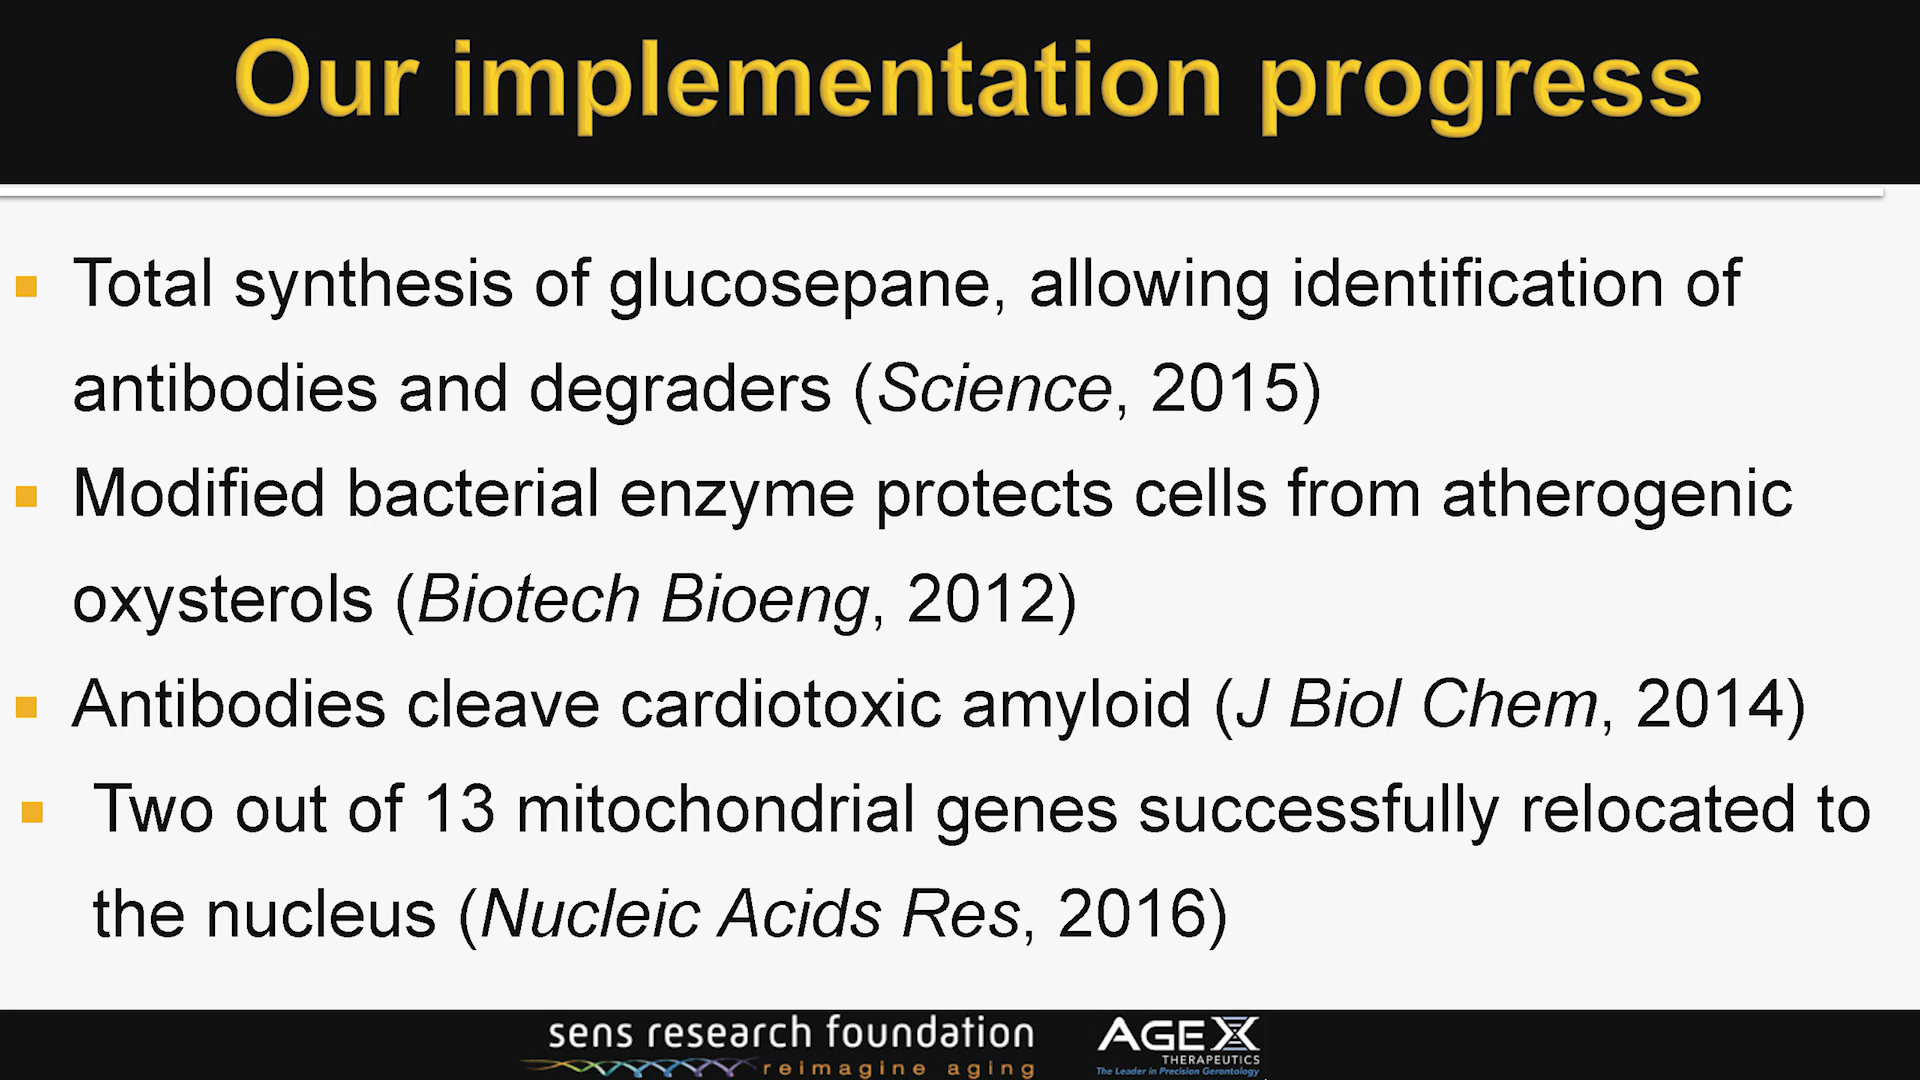 Our implementation progress
Total synthesis of glucosepane, allowing identification of
antibodies and degraders (Science, 2015)
Modified bacterial enzyme protects cells from atherogenic
oxysterols (Biotech Bioeng, 2012)
Antibodies cleave cardiotoxic amyloid (J Biol Chem, 2014)
Two out of 13 mitochondrial genes successfully relocated to
the nucleus (Nucleic Acids Res, 2016)
sens research foundation
reimagine aging
AGEX
THERAPEUTICS
The Leader in Precision Gerontology